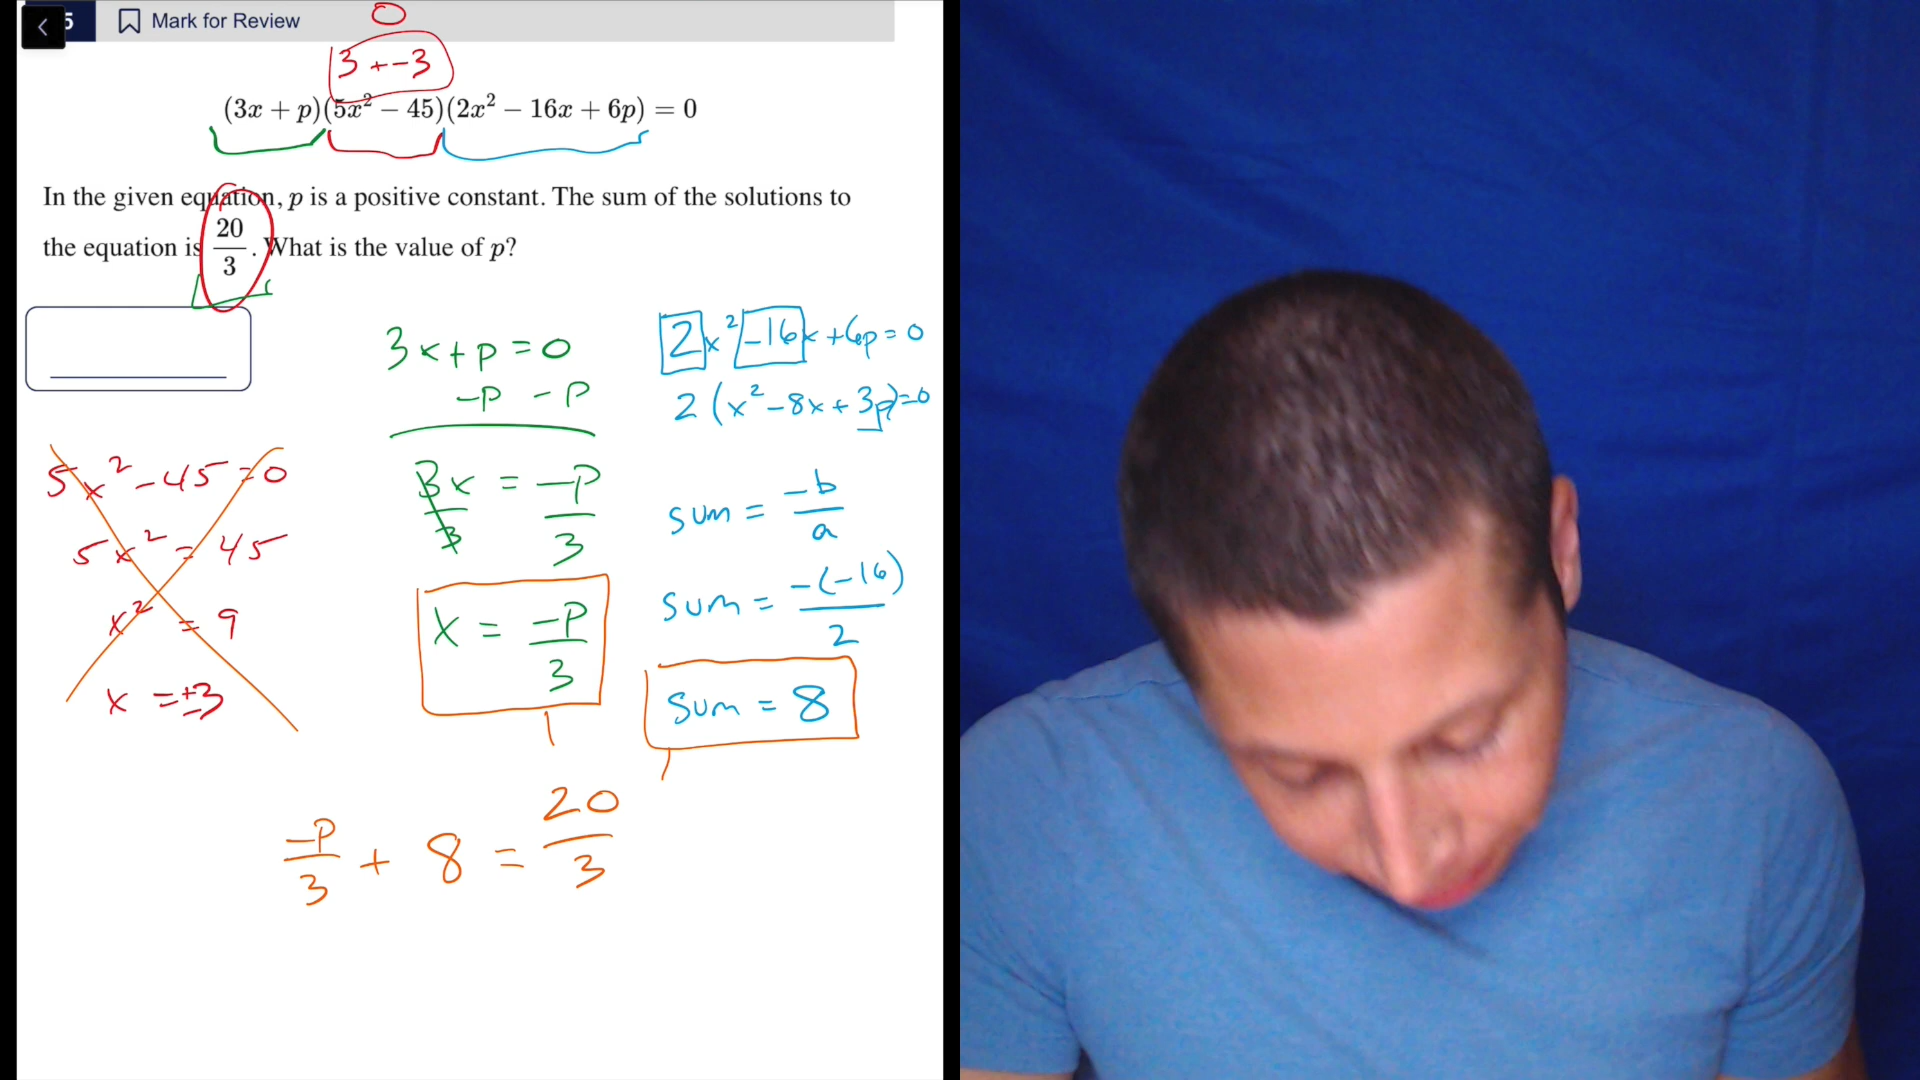 5 Mark for Review
0
3 + -3
(3x + p)(5x² − 45)(2x² − 16x + 6p) = 0
In the given equation, p is a positive constant. The sum of the solutions to
the equation is 20/3. What is the value of p?
5x² - 45 = 0
5x² = 45
x² = 9
x = ±3
3x + p = 0
-p -p
3x/3 = -p/3
x = -p/3
2x² -16x + 6p = 0
2(x² - 8x + 3p) = 0
sum = -b/a
sum = -(-16)/2
sum = 8
-p/3 + 8 = 20/3